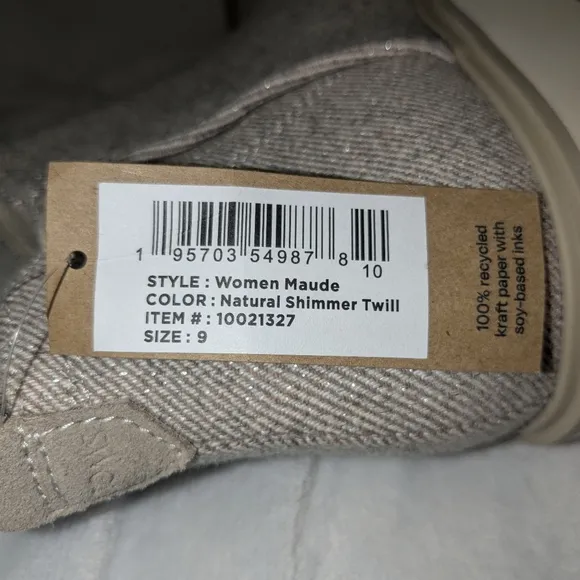 1 95703 54987 8 10
STYLE : Women Maude
COLOR : Natural Shimmer Twill
ITEM # : 10021327
SIZE : 9
100% recycled
kraft paper with
soy-based inks